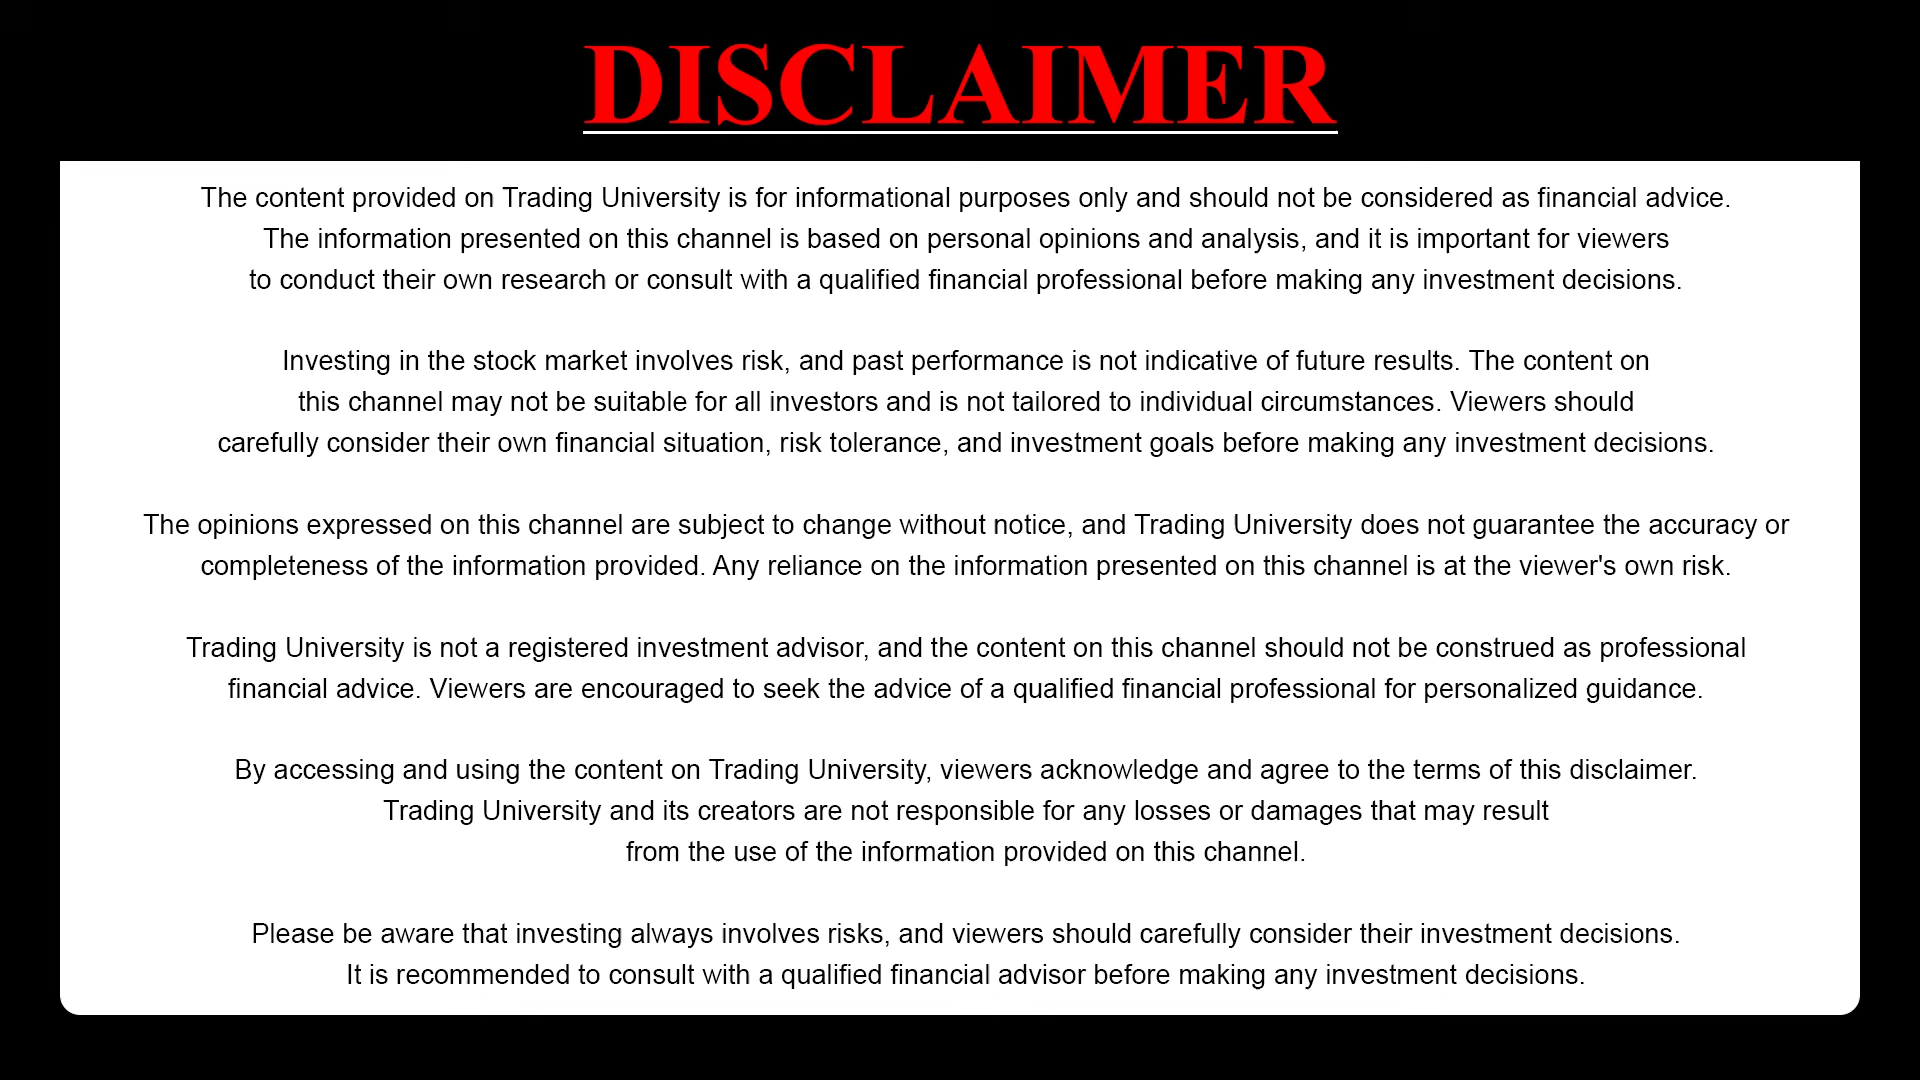 DISCLAIMER
The content provided on Trading University is for informational purposes only and should not be considered as financial advice.
The information presented on this channel is based on personal opinions and analysis, and it is important for viewers
to conduct their own research or consult with a qualified financial professional before making any investment decisions.
Investing in the stock market involves risk, and past performance is not indicative of future results. The content on
this channel may not be suitable for all investors and is not tailored to individual circumstances. Viewers should
carefully consider their own financial situation, risk tolerance, and investment goals before making any investment decisions.
The opinions expressed on this channel are subject to change without notice, and Trading University does not guarantee the accuracy or
completeness of the information provided. Any reliance on the information presented on this channel is at the viewer's own risk.
Trading University is not a registered investment advisor, and the content on this channel should not be construed as professional
financial advice. Viewers are encouraged to seek the advice of a qualified financial professional for personalized guidance.
By accessing and using the content on Trading University, viewers acknowledge and agree to the terms of this disclaimer.
Trading University and its creators are not responsible for any losses or damages that may result
from the use of the information provided on this channel.
Please be aware that investing always involves risks, and viewers should carefully consider their investment decisions.
It is recommended to consult with a qualified financial advisor before making any investment decisions.